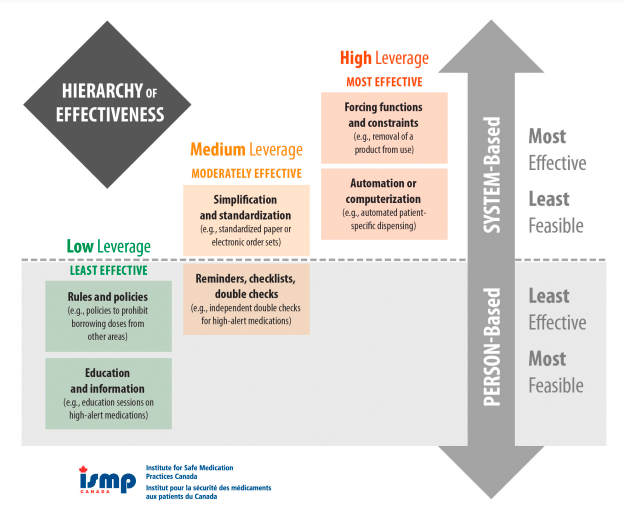 HIERARCHY OF
EFFECTIVENESS
High Leverage
MOST EFFECTIVE
Forcing functions
and constraints
(e.g., removal of a
product from use)
Automation or
computerization
(e.g., automated patient-
specific dispensing)
Medium Leverage
MODERATELY EFFECTIVE
Simplification
and standardization
(e.g., standardized paper or
electronic order sets)
Reminders, checklists,
double checks
(e.g., independent double checks
for high-alert medications)
Low Leverage
LEAST EFFECTIVE
Rules and policies
(e.g., policies to prohibit
borrowing doses from
other areas)
Education
and information
(e.g., education sessions on
high-alert medications)
SYSTEM-Based
PERSON-Based
Most
Effective
Least
Feasible
Least
Effective
Most
Feasible
ismp
CANADA
Institute for Safe Medication
Practices Canada
Institut pour la sécurité des médicaments
aux patients du Canada